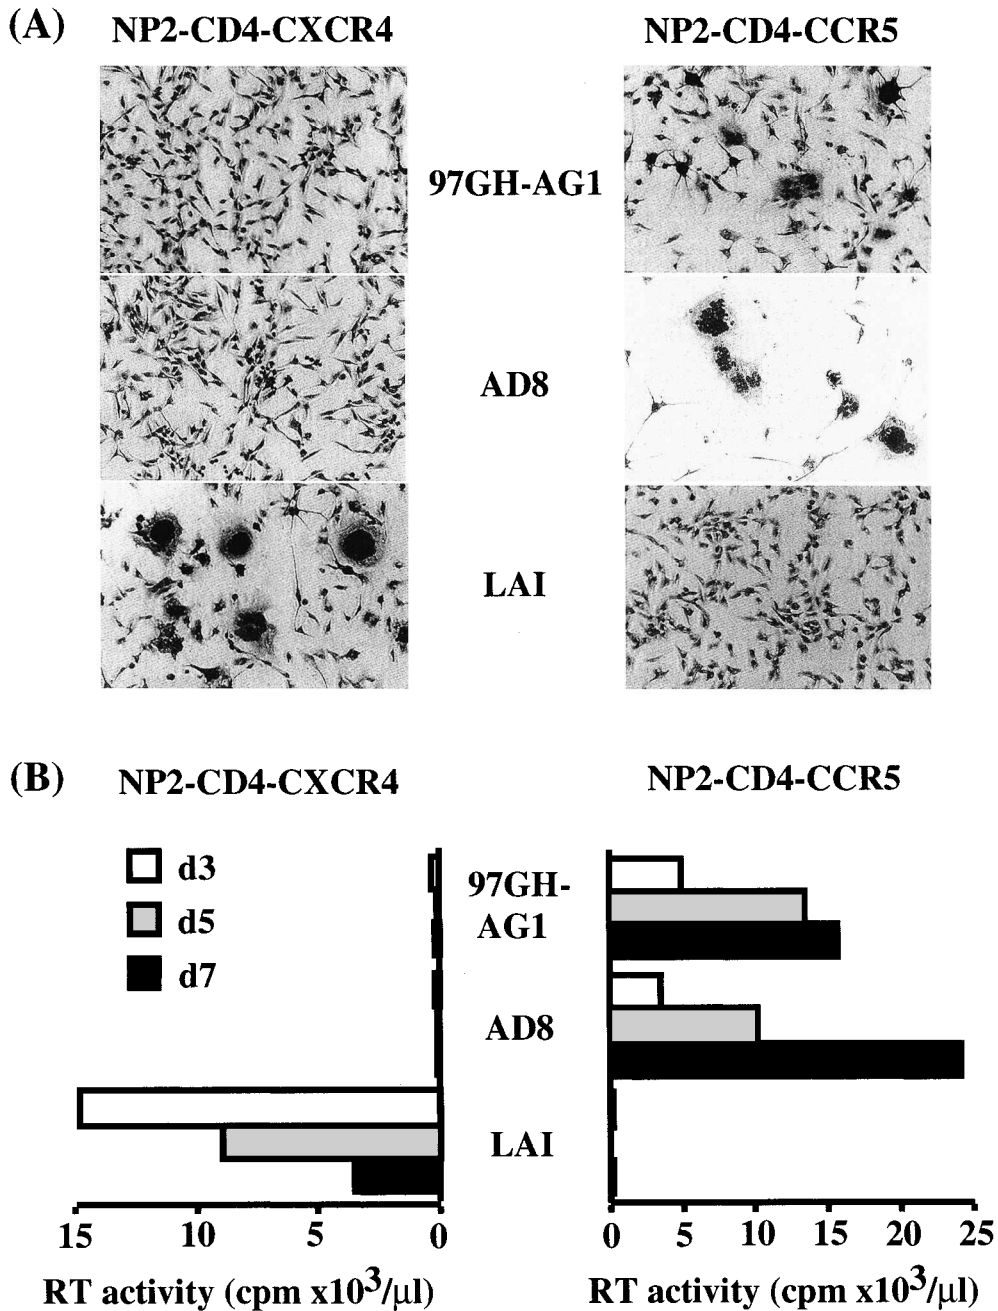 (A)
NP2-CD4-CXCR4
NP2-CD4-CCR5
97GH-AG1
AD8
LAI
(B)
NP2-CD4-CXCR4
NP2-CD4-CCR5
d3
d5
d7
97GH-
AG1
AD8
LAI
15 10 5 0
0 5 10 15 20 25
RT activity (cpm x10³/µl)
RT activity (cpm x10³/µl)